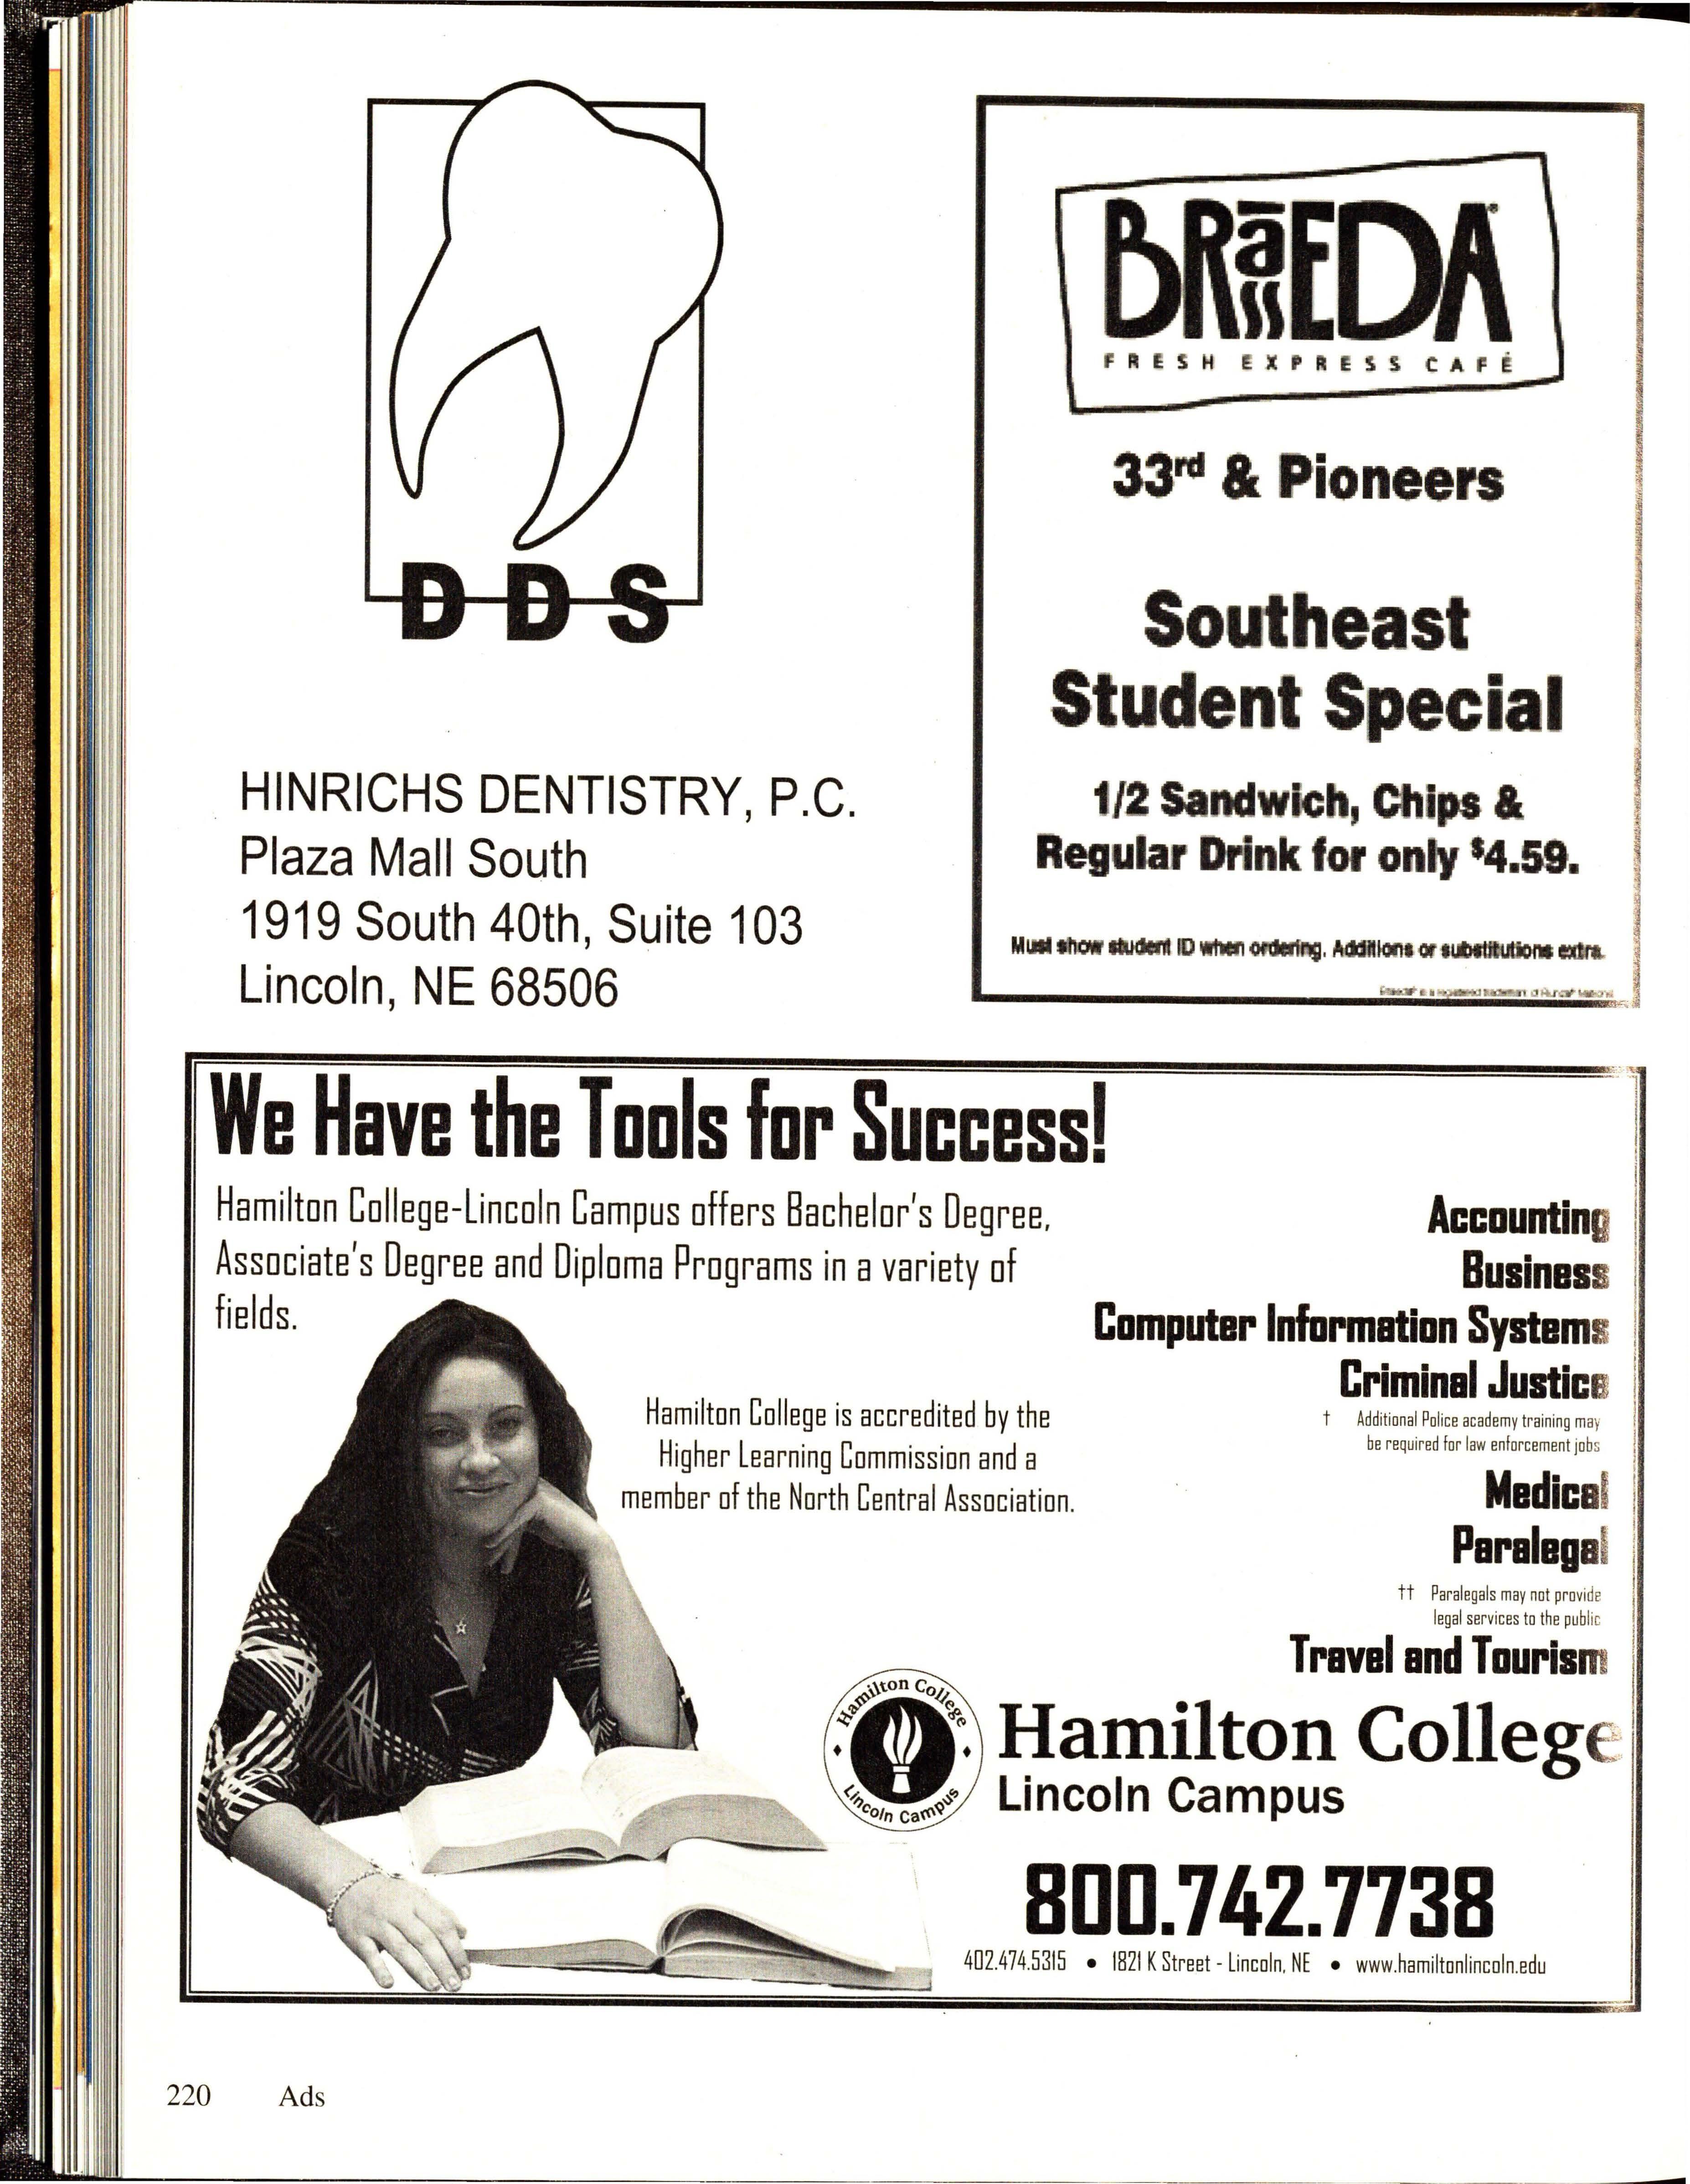 DDS
HINRICHS DENTISTRY, P.C.
Plaza Mall South
1919 South 40th, Suite 103
Lincoln, NE 68506
BRāEDA®
FRESH EXPRESS CAFÉ
33rd & Pioneers
Southeast
Student Special
1/2 Sandwich, Chips &
Regular Drink for only $4.59.
Must show student ID when ordering. Additions or substitutions extra.
is a registered trademark of
We Have the Tools for Success!
Hamilton College-Lincoln Campus offers Bachelor's Degree,
Associate's Degree and Diploma Programs in a variety of
fields.
Hamilton College is accredited by the
Higher Learning Commission and a
member of the North Central Association.
Accounting
Business
Computer Information Systems
Criminal Justice
† Additional Police academy training may
be required for law enforcement jobs
Medical
Paralegal
†† Paralegals may not provide
legal services to the public
Travel and Tourism
Hamilton College
Lincoln Campus
Hamilton College
Lincoln Campus
800.742.7738
402.474.5315 • 1821 K Street - Lincoln, NE • www.hamiltonlincoln.edu
220 Ads